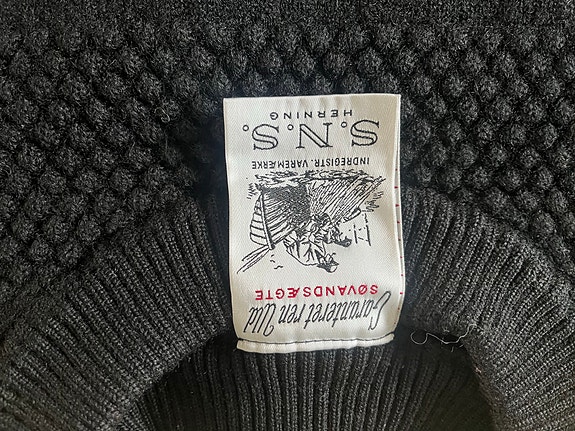 Garanteret ren Uld
SØVANDSÆGTE
INDREGISTR. VAREMÆRKE
S.N.S.
HERNING